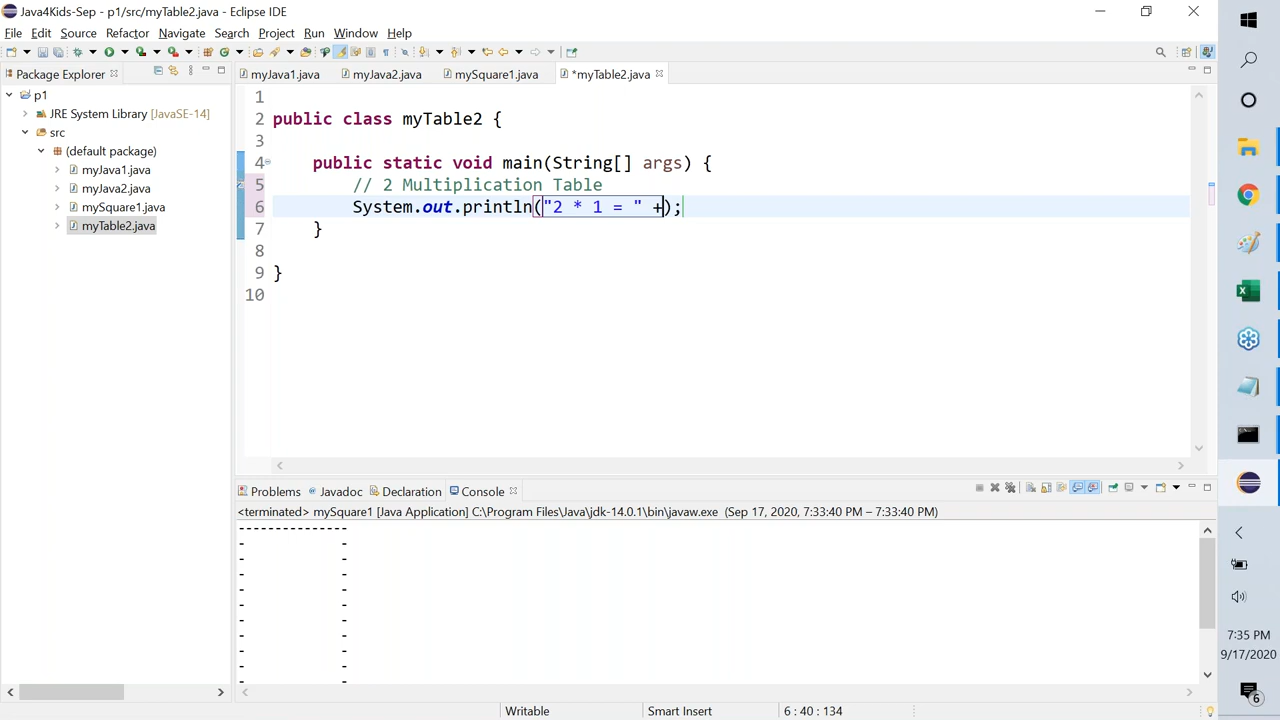 Java4Kids-Sep - p1/src/myTable2.java - Eclipse IDE
File Edit Source Refactor Navigate Search Project Run Window Help
Package Explorer
myJava1.java myJava2.java mySquare1.java *myTable2.java
p1
JRE System Library [JavaSE-14]
src
(default package)
myJava1.java
myJava2.java
mySquare1.java
myTable2.java
1
2 public class myTable2 {
3
4 public static void main(String[] args) {
5 // 2 Multiplication Table
6 System.out.println("2 * 1 = " +);
7 }
8
9 }
10
Problems Javadoc Declaration Console
<terminated> mySquare1 [Java Application] C:\Program Files\Java\jdk-14.0.1\bin\javaw.exe (Sep 17, 2020, 7:33:40 PM – 7:33:40 PM)
---------------
- -
- -
- -
- -
- -
- -
- -
- -
- -
- -
Writable Smart Insert 6 : 40 : 134
7:35 PM
9/17/2020
6